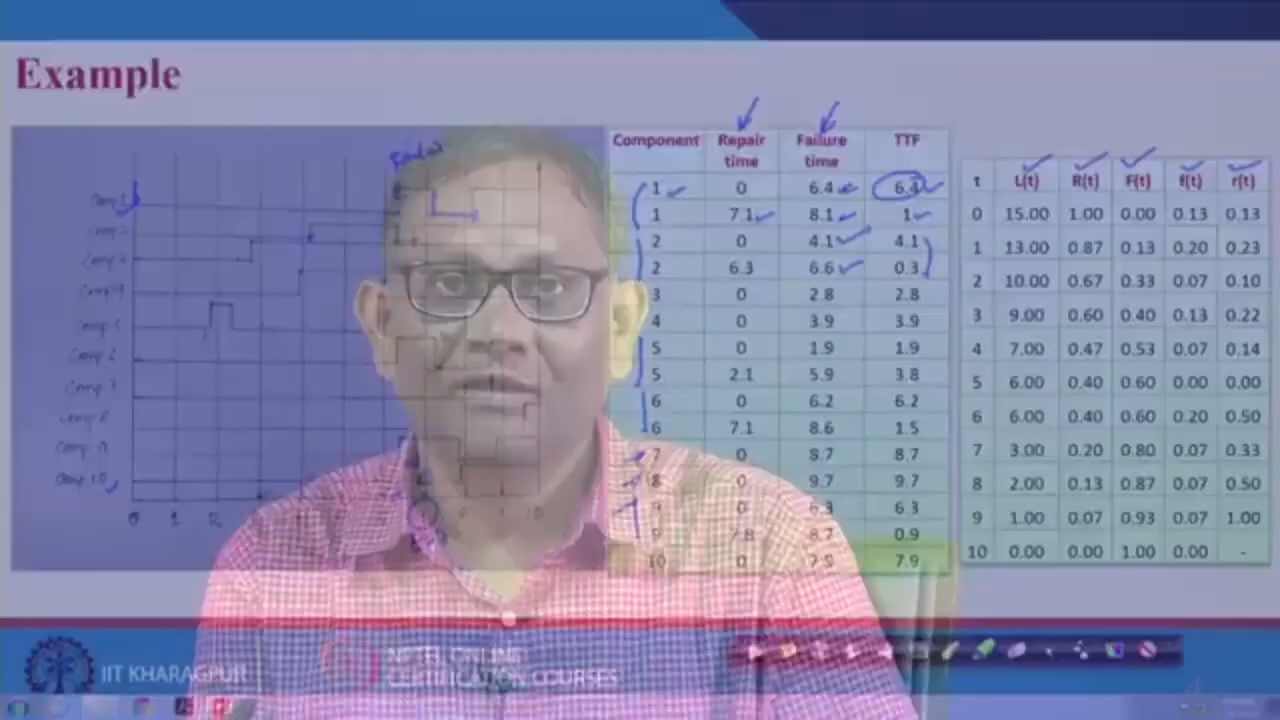 Example
Component Repair time Failure time TTF
1 0 6.4 6.4
1 7.1 8.1 1
2 0 4.1 4.1
2 6.3 6.6 0.3
3 0 2.8 2.8
4 0 3.9 3.9
5 0 1.9 1.9
5 2.1 5.9 3.8
6 0 6.2 6.2
6 7.1 8.6 1.5
7 0 8.7 8.7
8 0 9.7 9.7
9 0 6.3 6.3
9 7.8 8.7 0.9
10 0 7.9 7.9
t L(t) R(t) F(t) f(t) r(t)
0 15.00 1.00 0.00 0.13 0.13
1 13.00 0.87 0.13 0.20 0.23
2 10.00 0.67 0.33 0.07 0.10
3 9.00 0.60 0.40 0.13 0.22
4 7.00 0.47 0.53 0.07 0.14
5 6.00 0.40 0.60 0.00 0.00
6 6.00 0.40 0.60 0.20 0.50
7 3.00 0.20 0.80 0.07 0.33
8 2.00 0.13 0.87 0.07 0.50
9 1.00 0.07 0.93 0.07 1.00
10 0.00 0.00 1.00 0.00 -
IIT KHARAGPUR
NPTEL ONLINE
CERTIFICATION COURSES